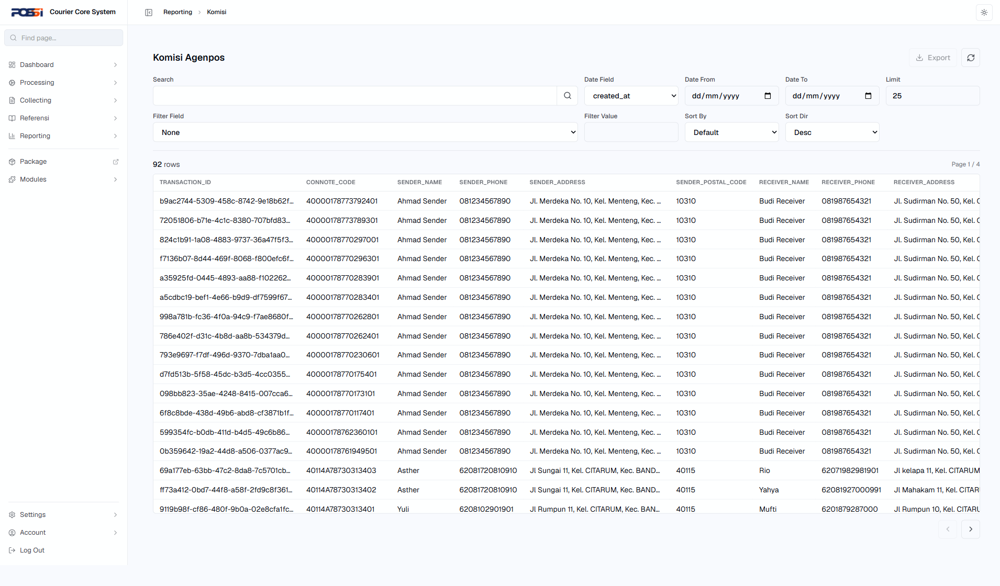 POSSi Courier Core System
Reporting > Komisi
Find page...
Dashboard
Processing
Collecting
Referensi
Reporting
Package
Modules
Settings
Account
Log Out
Komisi Agenpos
Export
Search Date Field Date From Date To Limit
created_at dd/mm/yyyy dd/mm/yyyy 25
Filter Field Filter Value Sort By Sort Dir
None Default Desc
92 rows Page 1 / 4
TRANSACTION_ID CONNOTE_CODE SENDER_NAME SENDER_PHONE SENDER_ADDRESS SENDER_POSTAL_CODE RECEIVER_NAME RECEIVER_PHONE RECEIVER_ADDRESS
b9ac2744-5309-458c-8742-9e18b62f... 40000178773792401 Ahmad Sender 081234567890 Jl. Merdeka No. 10, Kel. Menteng, Kec. ... 10310 Budi Receiver 081987654321 Jl. Sudirman No. 50, Kel. C
72051806-b71e-4c1c-8380-707bfd83... 40000178773789301 Ahmad Sender 081234567890 Jl. Merdeka No. 10, Kel. Menteng, Kec. ... 10310 Budi Receiver 081987654321 Jl. Sudirman No. 50, Kel. C
824c1b91-1a08-4883-9737-36a47f5f3... 40000178770297001 Ahmad Sender 081234567890 Jl. Merdeka No. 10, Kel. Menteng, Kec. ... 10310 Budi Receiver 081987654321 Jl. Sudirman No. 50, Kel. C
f7136b07-8d44-469f-8068-f800efc6f... 40000178770296301 Ahmad Sender 081234567890 Jl. Merdeka No. 10, Kel. Menteng, Kec. ... 10310 Budi Receiver 081987654321 Jl. Sudirman No. 50, Kel. C
a35925fd-0445-4893-aa88-f102262... 40000178770283901 Ahmad Sender 081234567890 Jl. Merdeka No. 10, Kel. Menteng, Kec. ... 10310 Budi Receiver 081987654321 Jl. Sudirman No. 50, Kel. C
a5cdbc19-bef1-4e66-b9d9-df7599f67... 40000178770283401 Ahmad Sender 081234567890 Jl. Merdeka No. 10, Kel. Menteng, Kec. ... 10310 Budi Receiver 081987654321 Jl. Sudirman No. 50, Kel. C
998a781b-fc36-4f0a-94c9-f7ae8680f... 40000178770262801 Ahmad Sender 081234567890 Jl. Merdeka No. 10, Kel. Menteng, Kec. ... 10310 Budi Receiver 081987654321 Jl. Sudirman No. 50, Kel. C
786e402f-d31c-4b8d-aa8b-534379d... 40000178770262401 Ahmad Sender 081234567890 Jl. Merdeka No. 10, Kel. Menteng, Kec. ... 10310 Budi Receiver 081987654321 Jl. Sudirman No. 50, Kel. C
793e9697-f7df-496d-9370-7dba1aa0... 40000178770230601 Ahmad Sender 081234567890 Jl. Merdeka No. 10, Kel. Menteng, Kec. ... 10310 Budi Receiver 081987654321 Jl. Sudirman No. 50, Kel. C
d7fd513b-5f58-45dc-b3d5-4cc0355... 40000178770175401 Ahmad Sender 081234567890 Jl. Merdeka No. 10, Kel. Menteng, Kec. ... 10310 Budi Receiver 081987654321 Jl. Sudirman No. 50, Kel. C
098bb823-35ae-4248-8415-007cca6... 40000178770173101 Ahmad Sender 081234567890 Jl. Merdeka No. 10, Kel. Menteng, Kec. ... 10310 Budi Receiver 081987654321 Jl. Sudirman No. 50, Kel. C
6f8c8bde-438d-49b6-abd8-cf3871b1f... 40000178770117401 Ahmad Sender 081234567890 Jl. Merdeka No. 10, Kel. Menteng, Kec. ... 10310 Budi Receiver 081987654321 Jl. Sudirman No. 50, Kel. C
599354fc-b0db-411d-b4d5-49c6b86... 40000178762360101 Ahmad Sender 081234567890 Jl. Merdeka No. 10, Kel. Menteng, Kec. ... 10310 Budi Receiver 081987654321 Jl. Sudirman No. 50, Kel. C
0b359642-19a2-44d8-a506-0377ac9... 40000178761949501 Ahmad Sender 081234567890 Jl. Merdeka No. 10, Kel. Menteng, Kec. ... 10310 Budi Receiver 081987654321 Jl. Sudirman No. 50, Kel. C
69a177eb-63bb-47c2-8da8-7c5701cb... 40114A78730313403 Asther 62081720810910 Jl Sungai 11, Kel. CITARUM, Kec. BAND... 40115 Rio 62071982981901 Jl kelapa 11, Kel. CITARUM
ff73a412-0bd7-44f8-a58f-2fd9c8f361... 40114A78730313402 Asther 62081720810910 Jl Sungai 11, Kel. CITARUM, Kec. BAND... 40115 Yahya 62081927000991 Jl Mahakam 11, Kel. CITAR
9119b98f-cf86-480f-9b0a-02e8cfa1fc... 40114A78730313401 Yuli 6208102901901 Jl Rumpun 11, Kel. CITARUM, Kec. BAN... 40115 Mufti 6201879287000 Jl Rumpun 10, Kel. CITARU